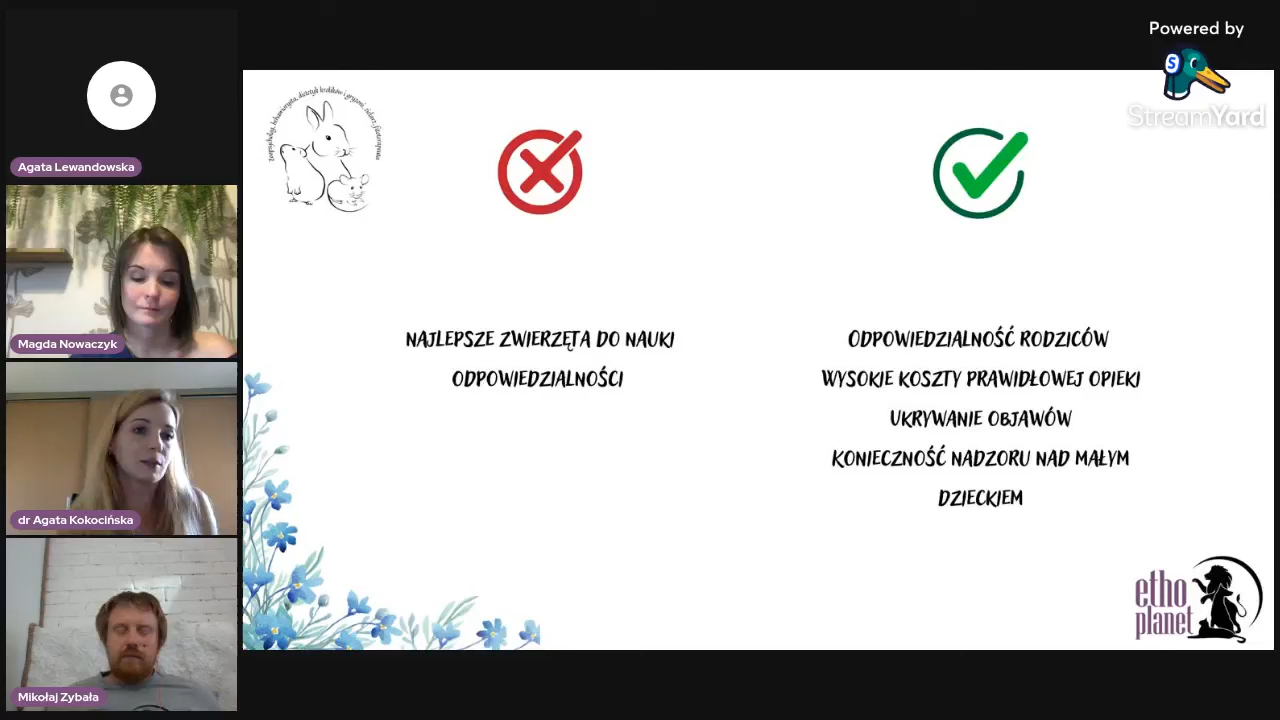 Powered by
StreamYard
Agata Lewandowska
Magda Nowaczyk
dr Agata Kokocińska
Mikołaj Zybała
NAJLEPSZE ZWIERZĘTA DO NAUKI
ODPOWIEDZIALNOŚCI
ODPOWIEDZIALNOŚĆ RODZICÓW
WYSOKIE KOSZTY PRAWIDŁOWEJ OPIEKI
UKRYWANIE OBJAWÓW
KONIECZNOŚĆ NADZORU NAD MAŁYM
DZIECKIEM
etho
planet